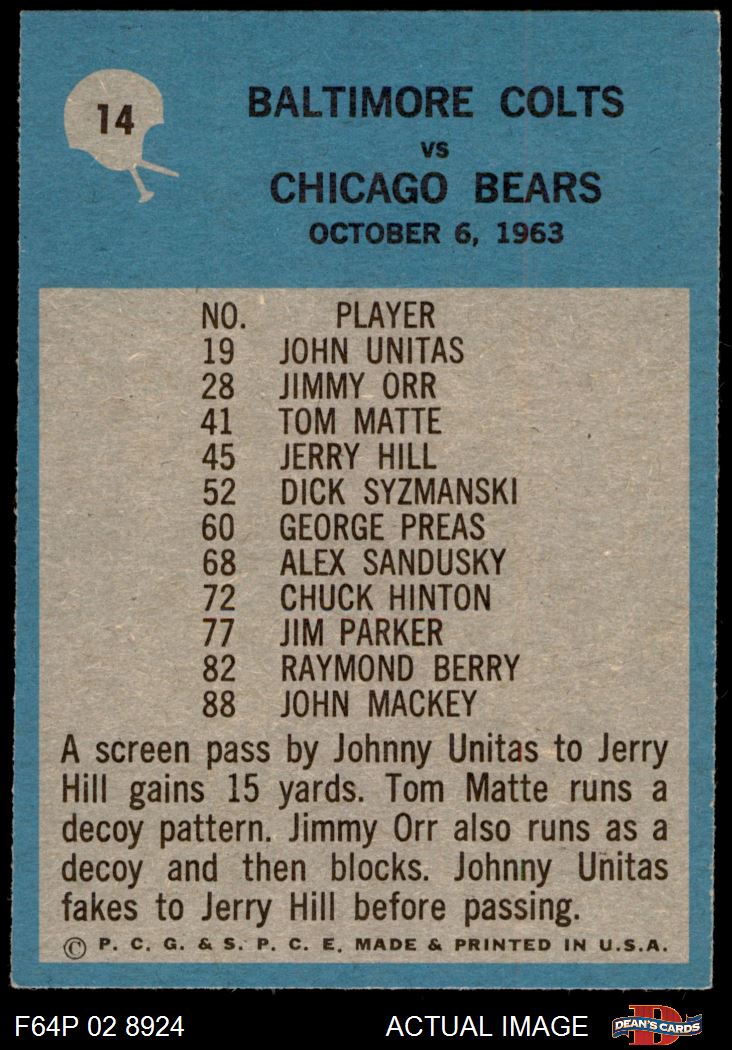 14
BALTIMORE COLTS
VS
CHICAGO BEARS
OCTOBER 6, 1963
NO. PLAYER
19 JOHN UNITAS
28 JIMMY ORR
41 TOM MATTE
45 JERRY HILL
52 DICK SYZMANSKI
60 GEORGE PREAS
68 ALEX SANDUSKY
72 CHUCK HINTON
77 JIM PARKER
82 RAYMOND BERRY
88 JOHN MACKEY
A screen pass by Johnny Unitas to Jerry
Hill gains 15 yards. Tom Matte runs a
decoy pattern. Jimmy Orr also runs as a
decoy and then blocks. Johnny Unitas
fakes to Jerry Hill before passing.
© P. C. G. & S. P. C. E. MADE & PRINTED IN U.S.A.
F64P 02 8924 ACTUAL IMAGE
D
DEAN'S CARDS